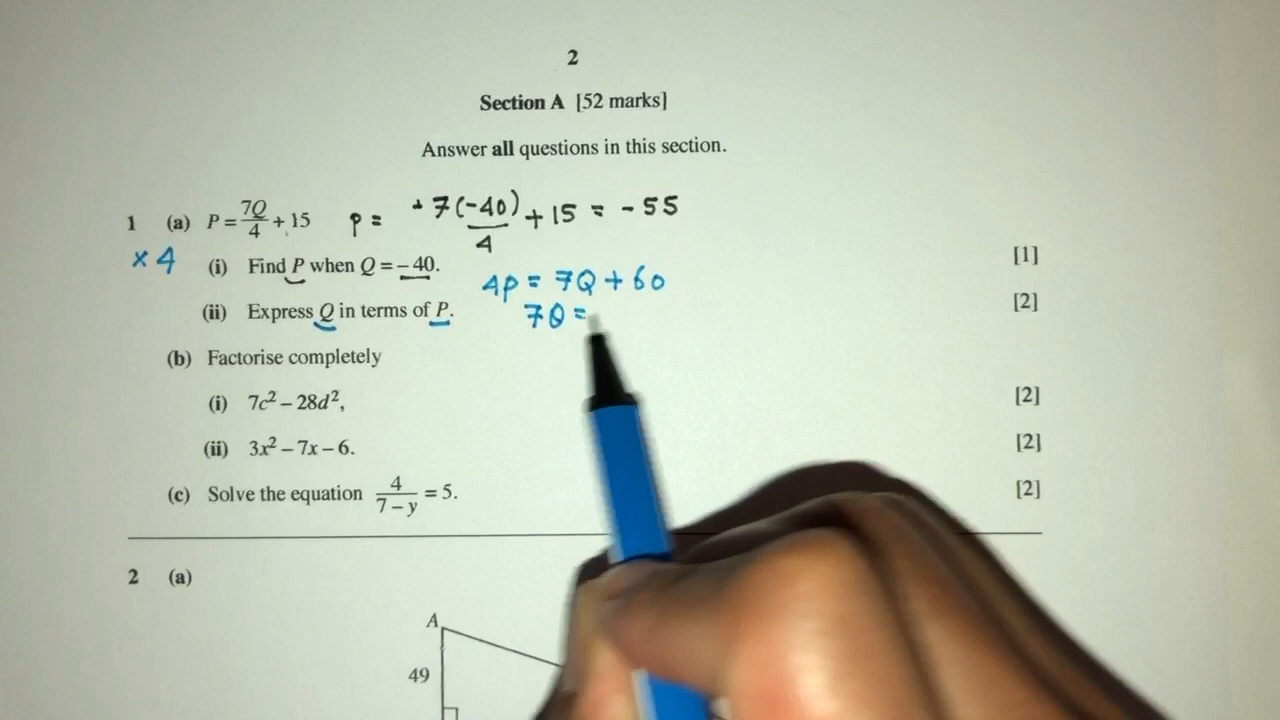 2
Section A [52 marks]
Answer all questions in this section.
1 (a) P = 7Q/4 + 15 P = 7(-40)/4 + 15 = -55
× 4 (i) Find P when Q = – 40. [1]
4P = 7Q + 60
(ii) Express Q in terms of P. [2]
7Q =
(b) Factorise completely
(i) 7c² – 28d², [2]
(ii) 3x² – 7x – 6. [2]
(c) Solve the equation 4/(7 – y) = 5. [2]
2 (a)
A
49